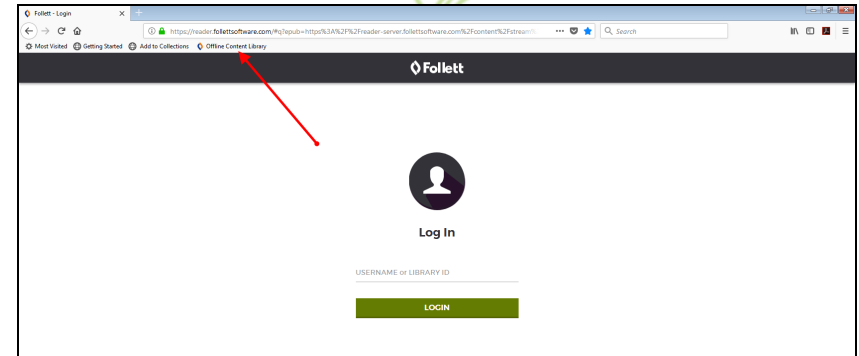 Follett - Login
https://reader.follettsoftware.com/#q?epub=https%3A%2F%2Freader-server.follettsoftware.com%2Fcontent%2Fstream%
Search
Most Visited Getting Started Add to Collections Offline Content Library
Follett
Log In
USERNAME or LIBRARY ID
LOGIN